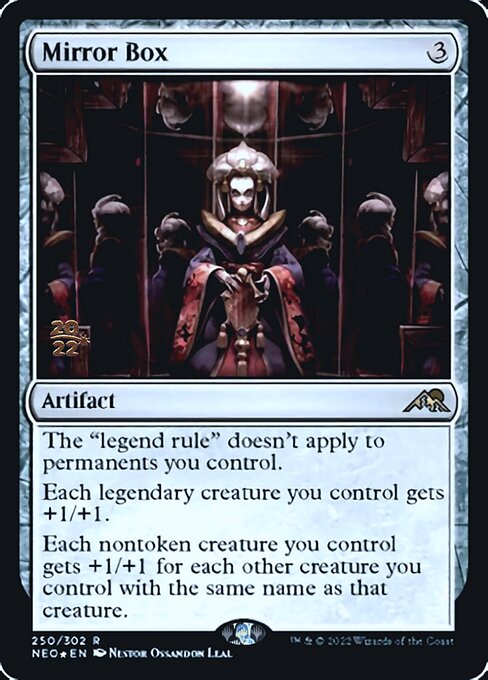 Mirror Box 3
20
22
Artifact
The “legend rule” doesn't apply to
permanents you control.
Each legendary creature you control gets
+1/+1.
Each nontoken creature you control
gets +1/+1 for each other creature you
control with the same name as that
creature.
250/302 R
NEO★EN Nestor Ossandon Leal
™ & © 2022 Wizards of the Coast